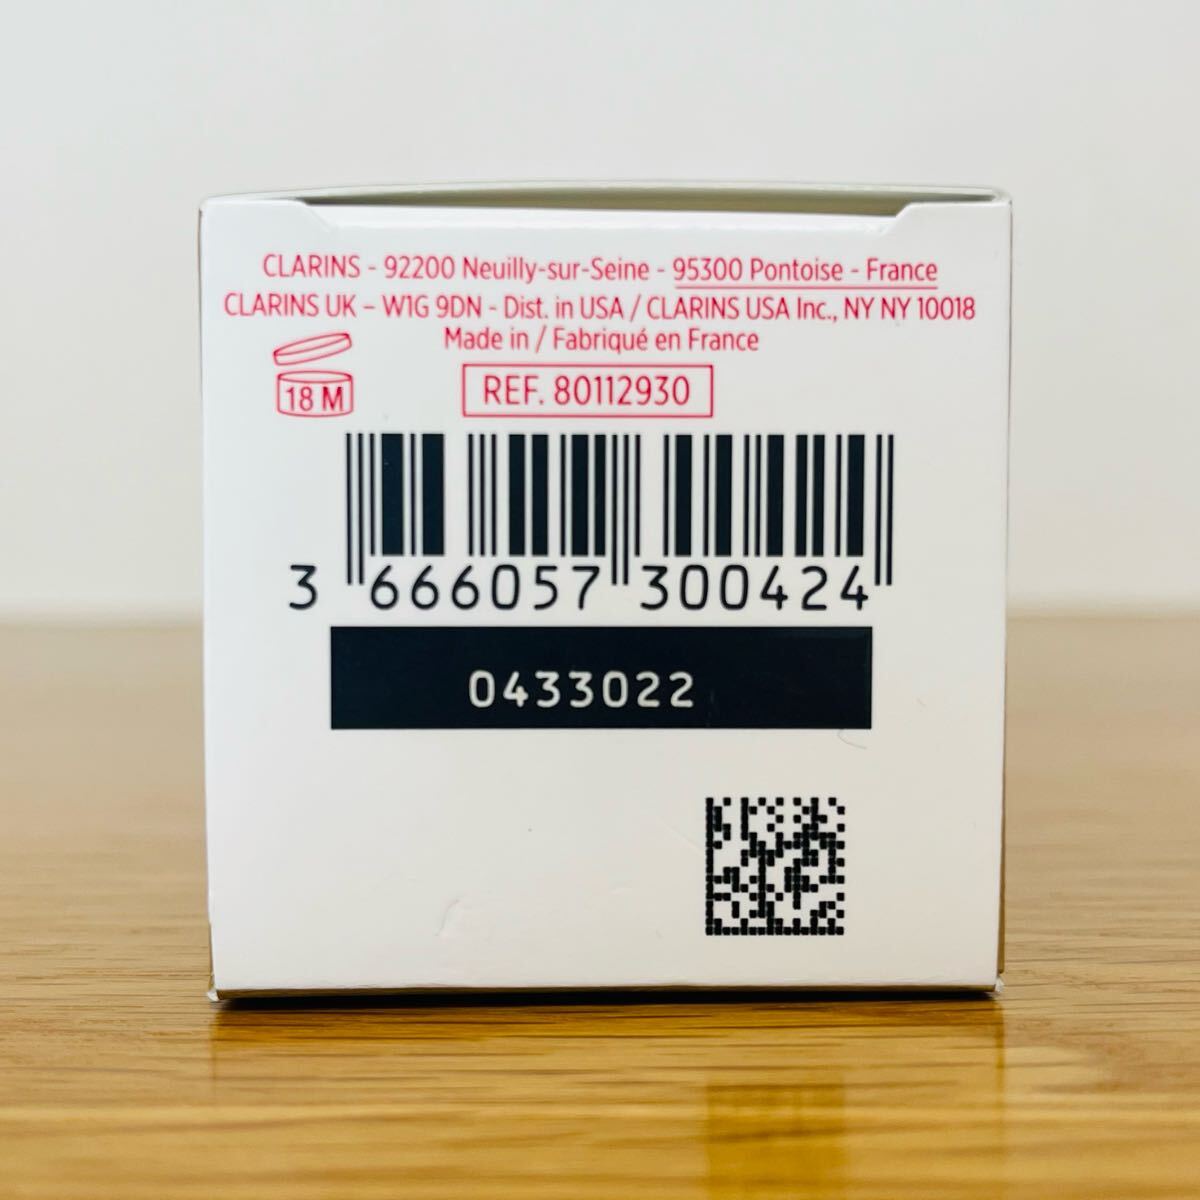 CLARINS - 92200 Neuilly-sur-Seine - 95300 Pontoise - France
CLARINS UK – W1G 9DN - Dist. in USA / CLARINS USA Inc., NY NY 10018
Made in / Fabriqué en France
18 M
REF. 80112930
3 666057 300424
0433022